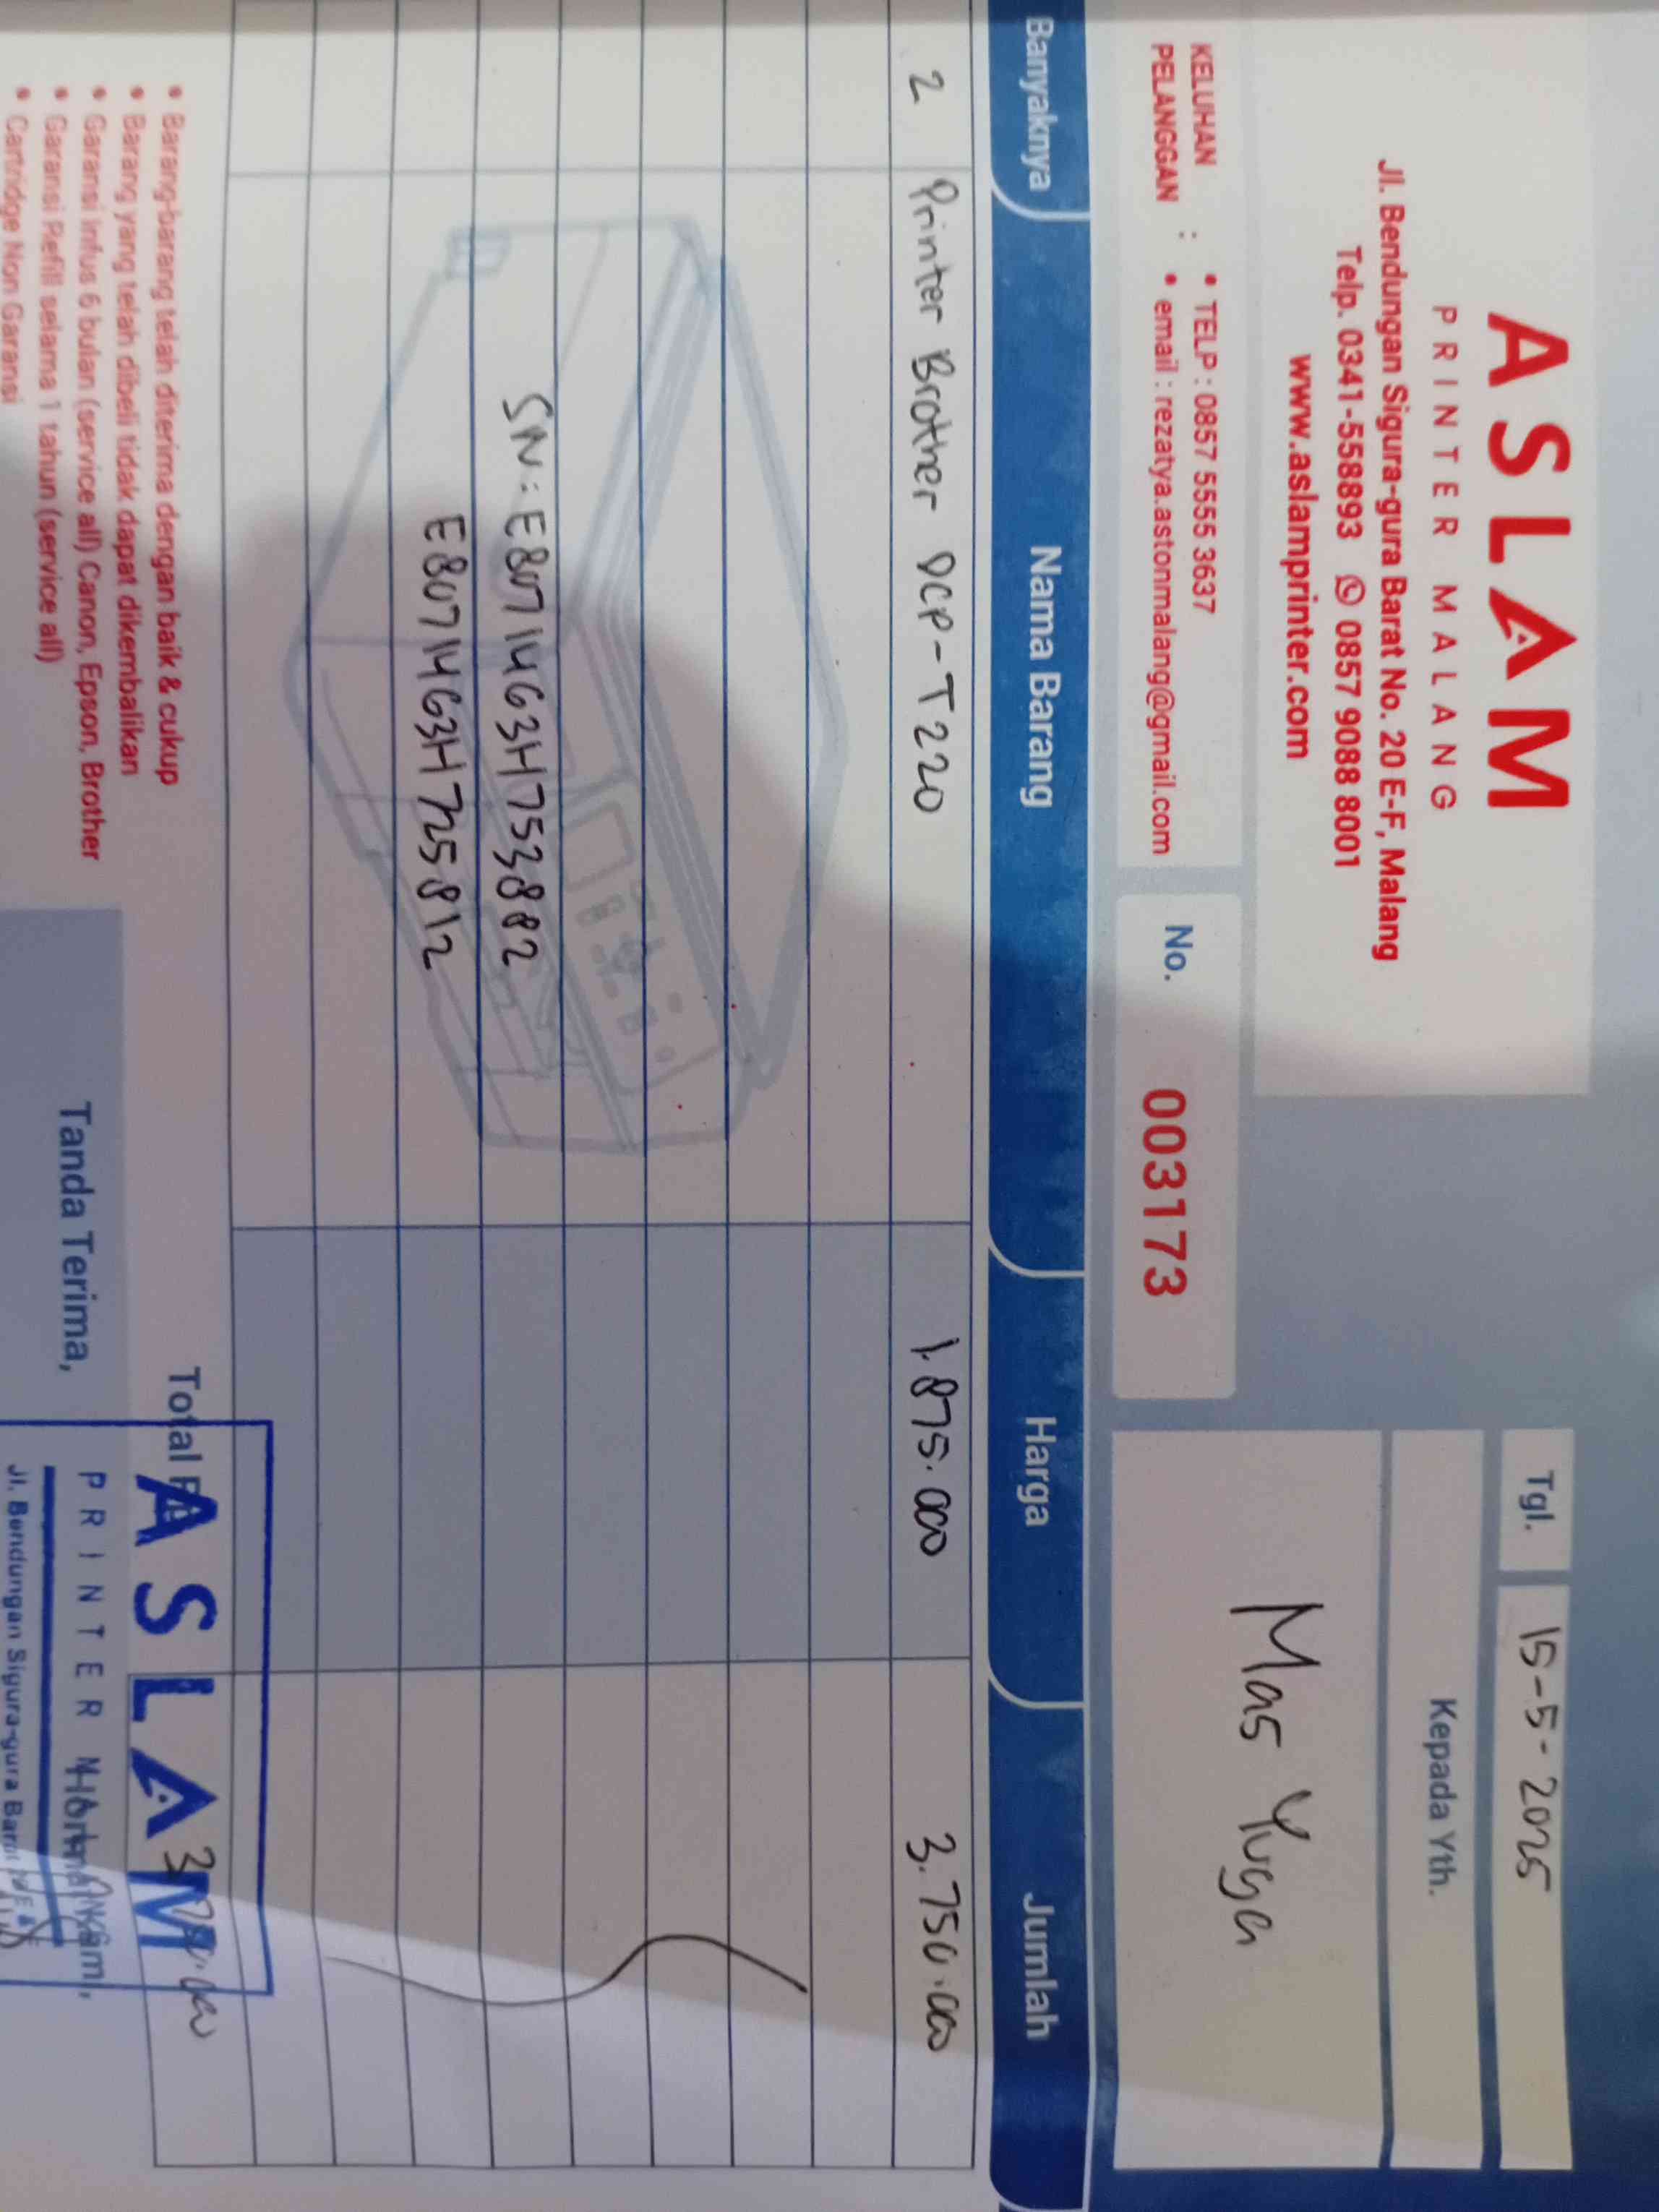 ASLAM
PRINTER MALANG
Jl. Bendungan Sigura-gura Barat No. 20 E-F, Malang
Telp. 0341-558893 0857 9088 8001
www.aslamprinter.com
Tgl. 15-5-2025
Kepada Yth.
Mas Yuga
KELUHAN PELANGGAN :
• TELP : 0857 5555 3637
• email : rezatya.astonmalang@gmail.com
No. 003173
Banyaknya Nama Barang Harga Jumlah
2 Printer Brother DCP-T220 1.875.000 3.750.000
SN: E80714G3H753882
E80714G3H725812
• Barang-barang telah diterima dengan baik & cukup
• Barang yang telah dibeli tidak dapat dikembalikan
• Garansi Infus 6 bulan (service all) Canon, Epson, Brother
• Garansi Refill selama 1 tahun (service all)
• Cartridge Non Garansi
Total
Tanda Terima,
Hormat Kami,
ASLAM
PRINTER
Jl. Bendungan Sigura-gura Barat